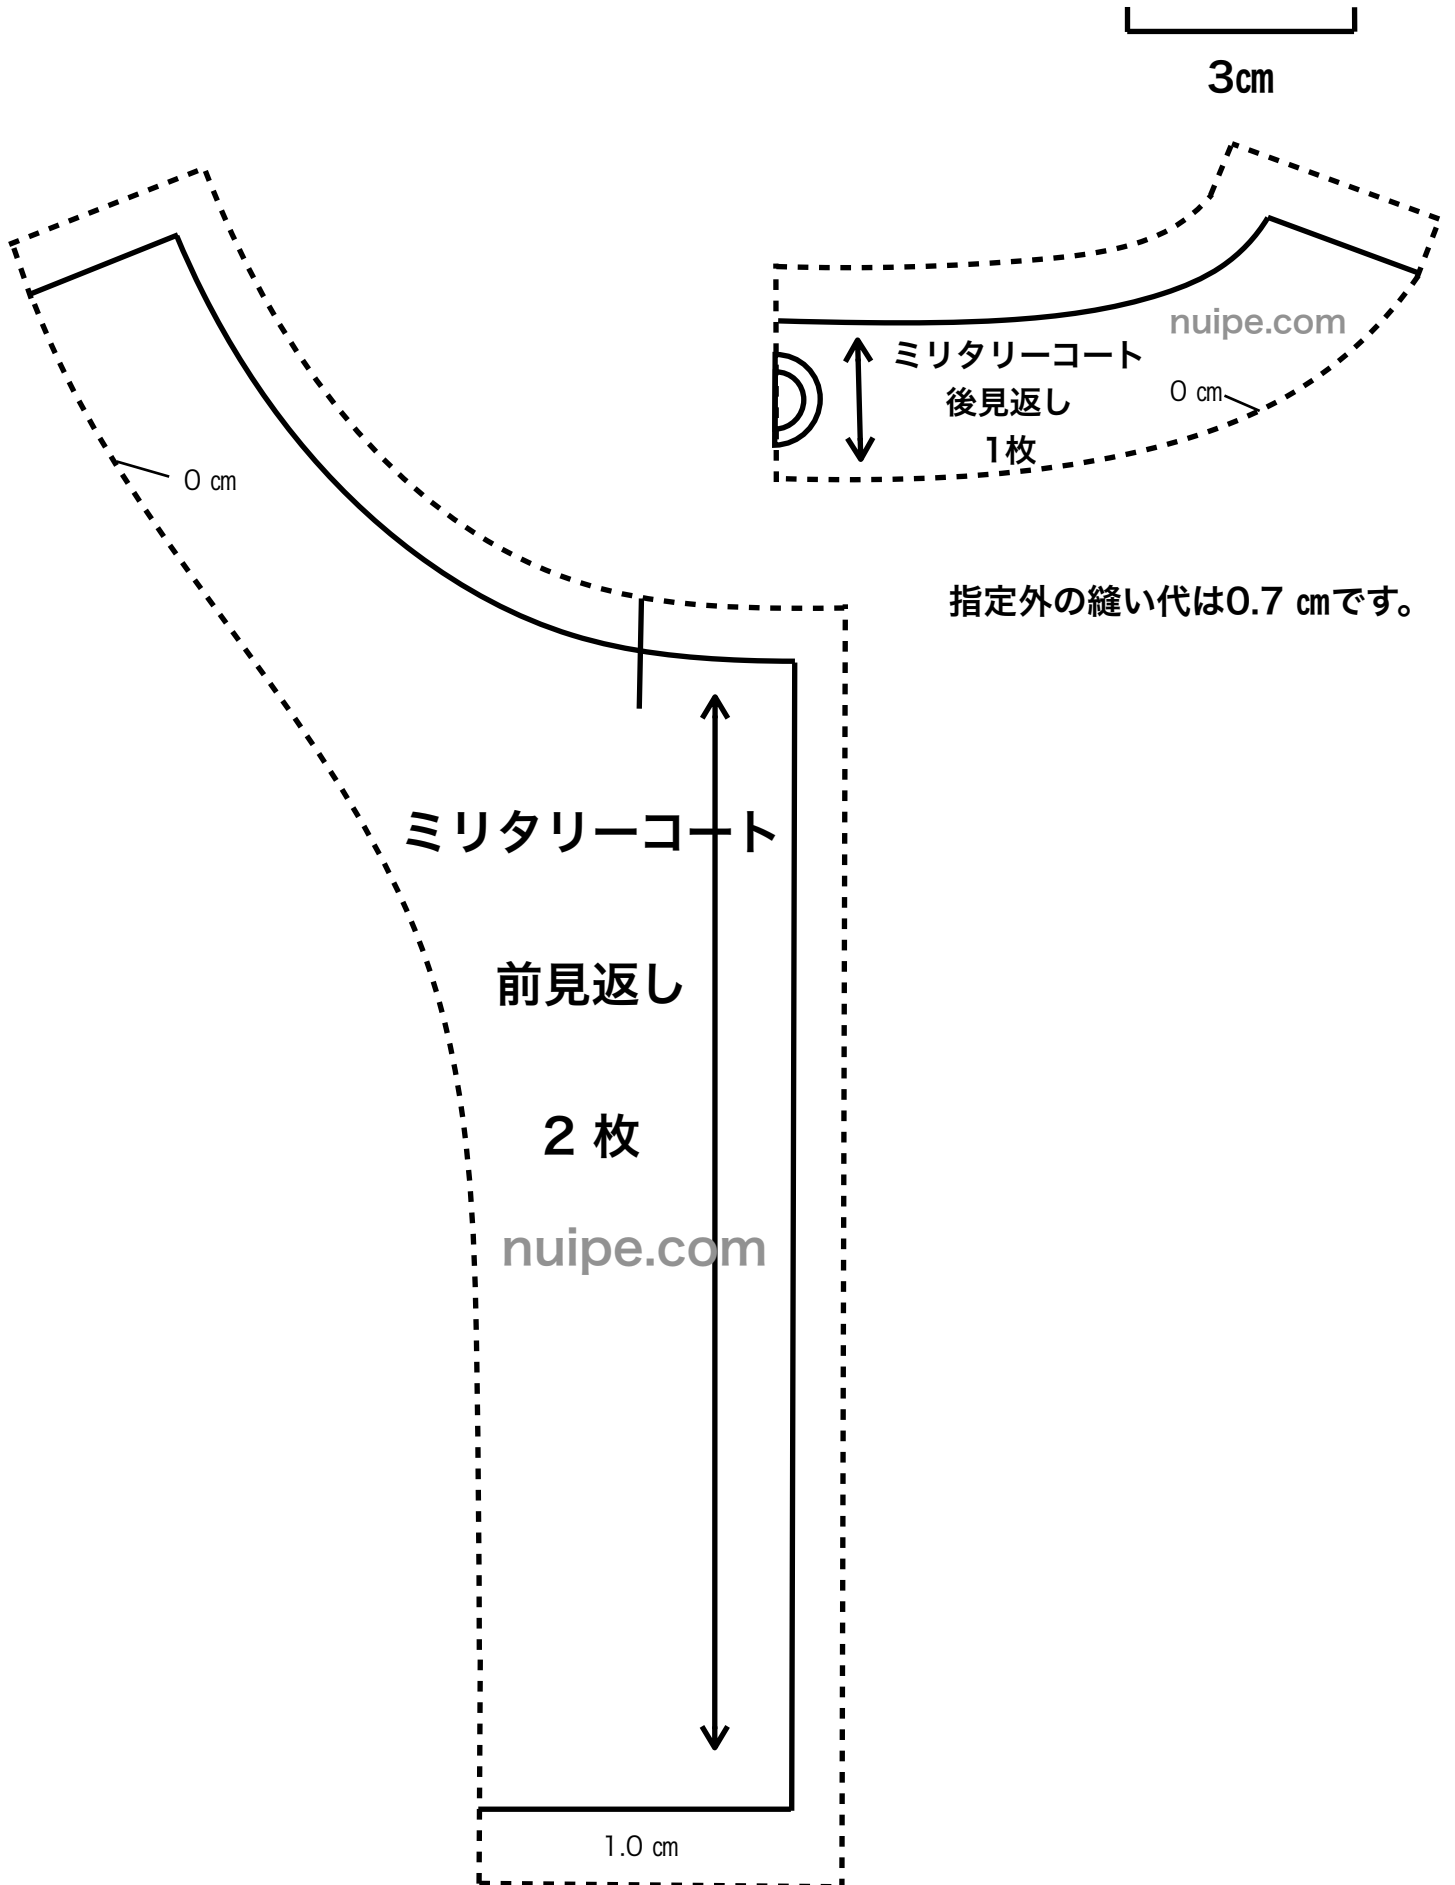 3㎝
nuipe.com
ミリタリーコート
後見返し
1枚
0 ㎝
0 ㎝
指定外の縫い代は0.7 ㎝です。
ミリタリーコート
前見返し
2 枚
nuipe.com
1.0 ㎝